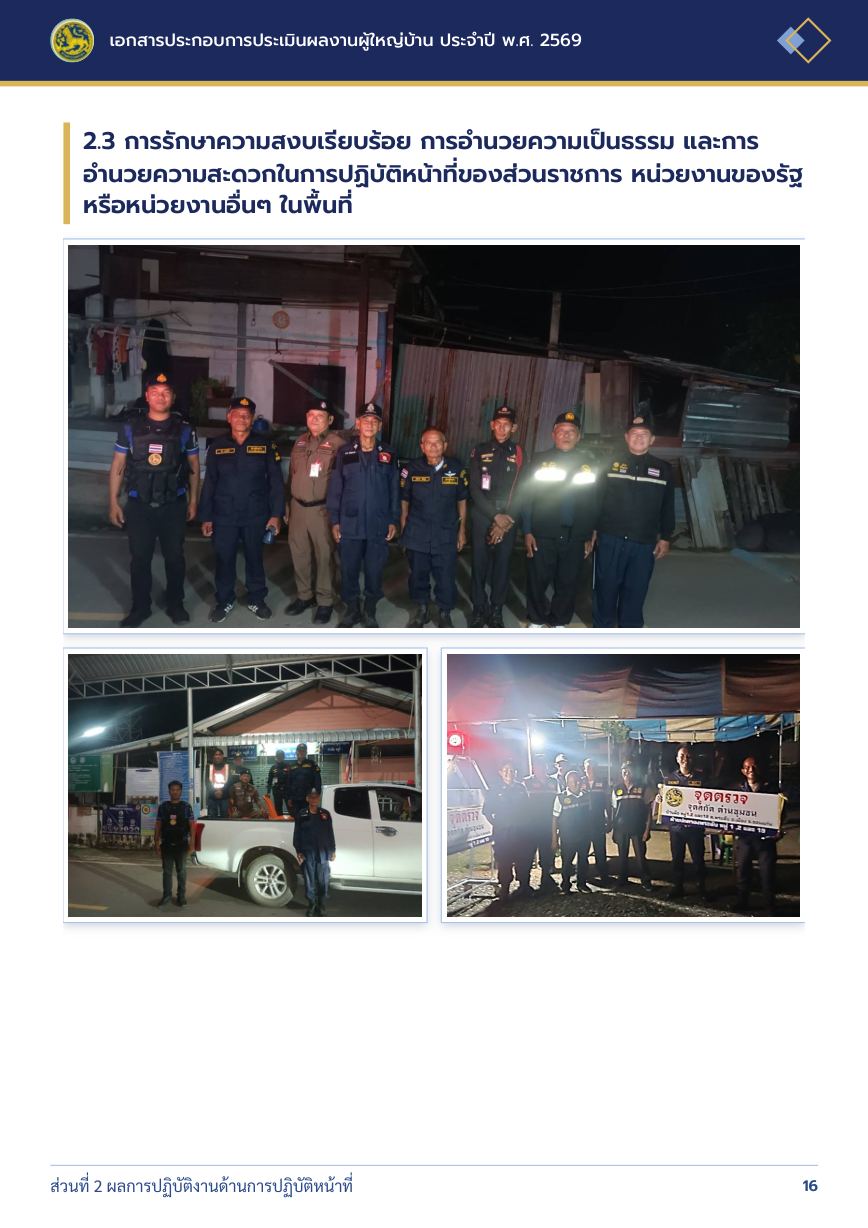 เอกสารประกอบการประเมินผลงานผู้ใหญ่บ้าน ประจำปี พ.ศ. 2569
2.3 การรักษาความสงบเรียบร้อย การอำนวยความเป็นธรรม และการ
อำนวยความสะดวกในการปฏิบัติหน้าที่ของส่วนราชการ หน่วยงานของรัฐ
หรือหน่วยงานอื่นๆ ในพื้นที่
จุดตรวจ
จุดสกัด ด่านชุมชน
ส่วนที่ 2 ผลการปฏิบัติงานด้านการปฏิบัติหน้าที่
16